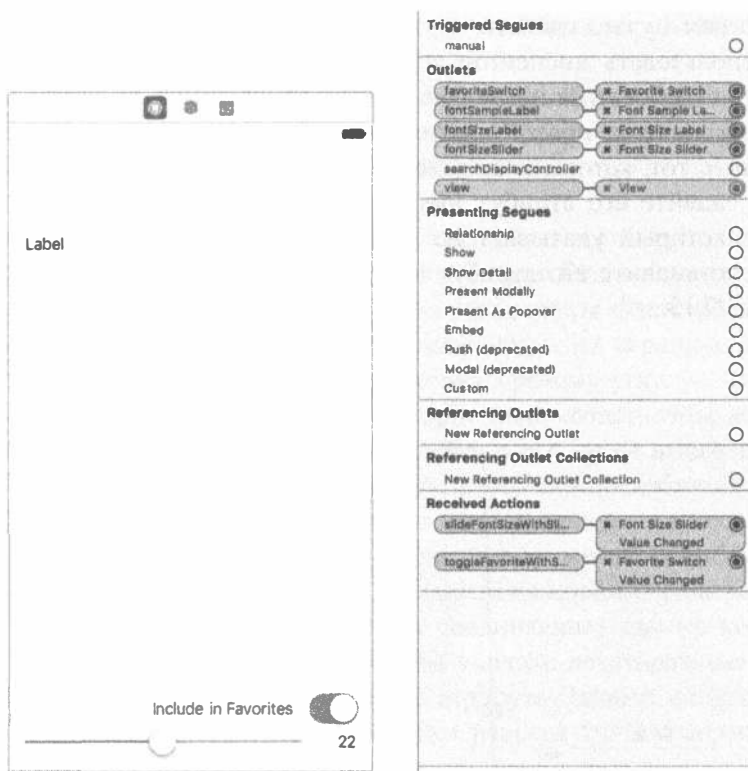 Label
Include in Favorites
22
Triggered Segues
manual
Outlets
favoriteSwitch × Favorite Switch
fontSampleLabel × Font Sample La...
fontSizeLabel × Font Size Label
fontSizeSlider × Font Size Slider
searchDisplayController
view × View
Presenting Segues
Relationship
Show
Show Detail
Present Modally
Present As Popover
Embed
Push (deprecated)
Modal (deprecated)
Custom
Referencing Outlets
New Referencing Outlet
Referencing Outlet Collections
New Referencing Outlet Collection
Received Actions
slideFontSizeWithSli... × Font Size Slider
Value Changed
toggleFavoriteWithS... × Favorite Switch
Value Changed